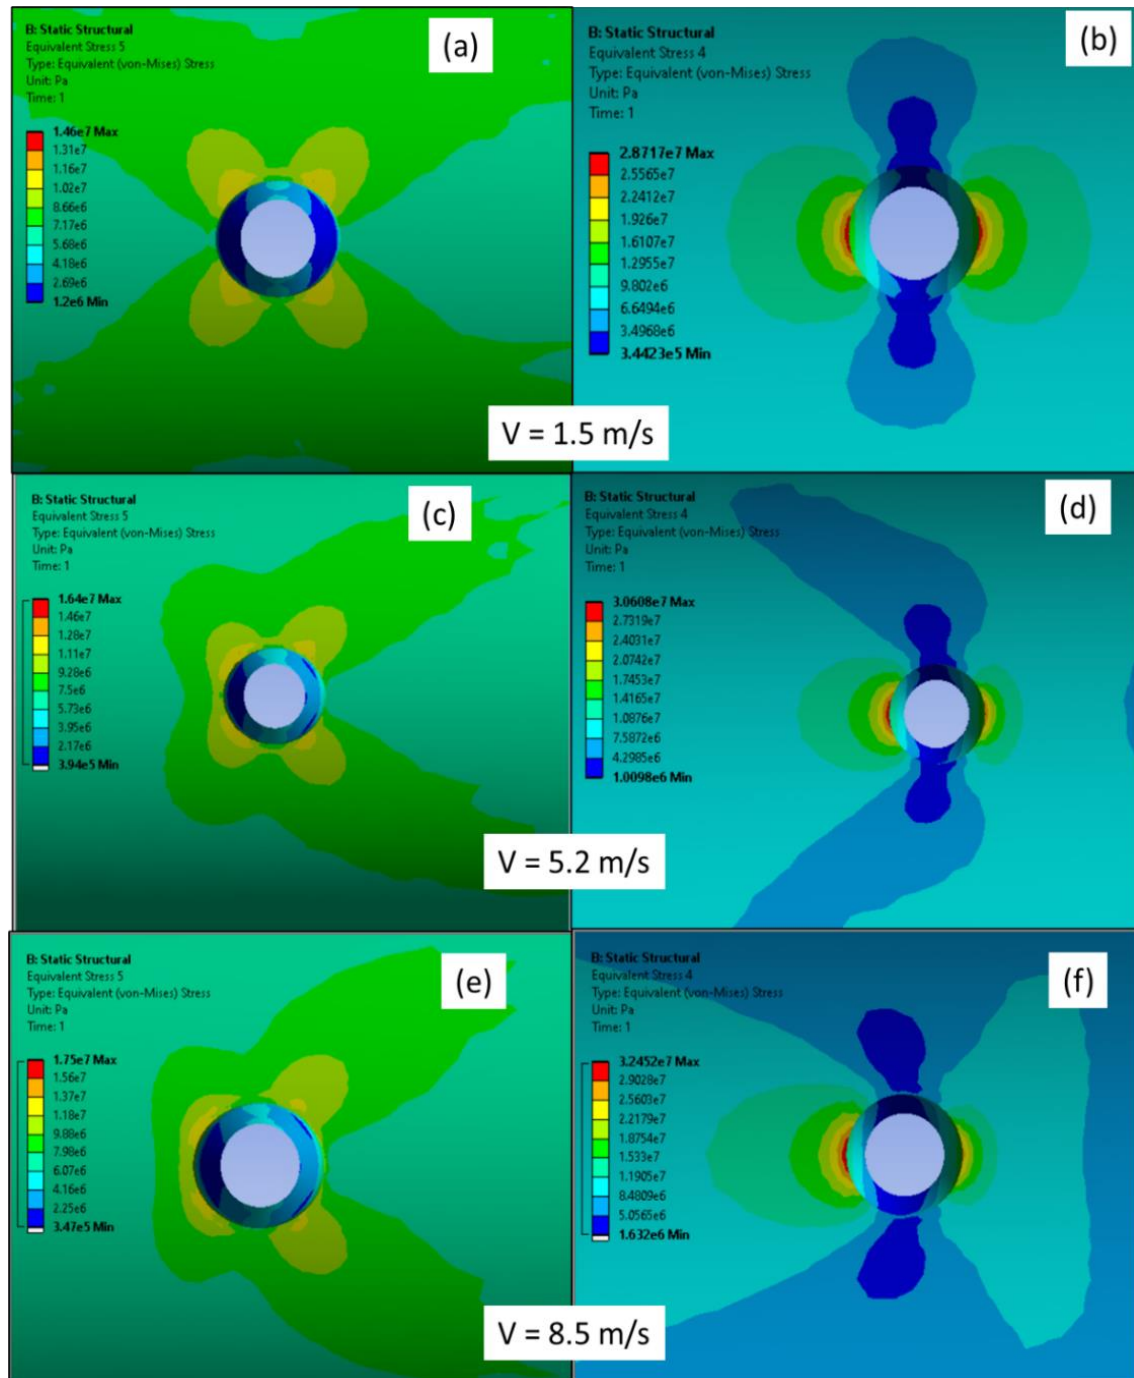 B: Static Structural
Equivalent Stress 5
Type: Equivalent (von-Mises) Stress
Unit: Pa
Time: 1
(a)
1.46e7 Max
1.31e7
1.16e7
1.02e7
8.66e6
7.17e6
5.68e6
4.18e6
2.69e6
1.2e6 Min
B: Static Structural
Equivalent Stress 4
Type: Equivalent (von-Mises) Stress
Unit: Pa
Time: 1
(b)
2.8717e7 Max
2.5565e7
2.2412e7
1.926e7
1.6107e7
1.2955e7
9.802e6
6.6494e6
3.4968e6
3.4423e5 Min
V = 1.5 m/s
B: Static Structural
Equivalent Stress 5
Type: Equivalent (von-Mises) Stress
Unit: Pa
Time: 1
(c)
1.64e7 Max
1.46e7
1.28e7
1.11e7
9.28e6
7.5e6
5.73e6
3.95e6
2.17e6
3.94e5 Min
B: Static Structural
Equivalent Stress 4
Type: Equivalent (von-Mises) Stress
Unit: Pa
Time: 1
(d)
3.0608e7 Max
2.7319e7
2.4031e7
2.0742e7
1.7453e7
1.4165e7
1.0876e7
7.5872e6
4.2985e6
1.0098e6 Min
V = 5.2 m/s
B: Static Structural
Equivalent Stress 5
Type: Equivalent (von-Mises) Stress
Unit: Pa
Time: 1
(e)
1.75e7 Max
1.56e7
1.37e7
1.18e7
9.88e6
7.98e6
6.07e6
4.16e6
2.25e6
3.47e5 Min
B: Static Structural
Equivalent Stress 4
Type: Equivalent (von-Mises) Stress
Unit: Pa
Time: 1
(f)
3.2452e7 Max
2.9028e7
2.5603e7
2.2179e7
1.8754e7
1.533e7
1.1905e7
8.4809e6
5.0565e6
1.632e6 Min
V = 8.5 m/s